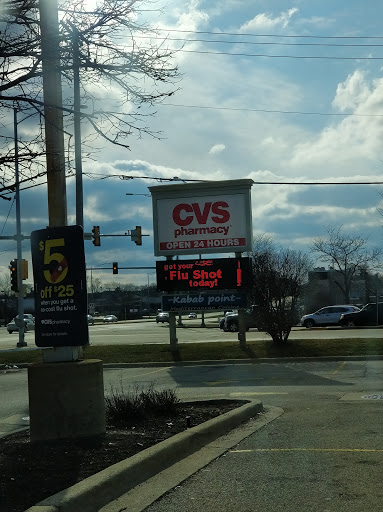 CVS
pharmacy
OPEN 24 HOURS
get your
Flu Shot
today!
-Kabab point-
$5
off $25
when you get a
flu shot.